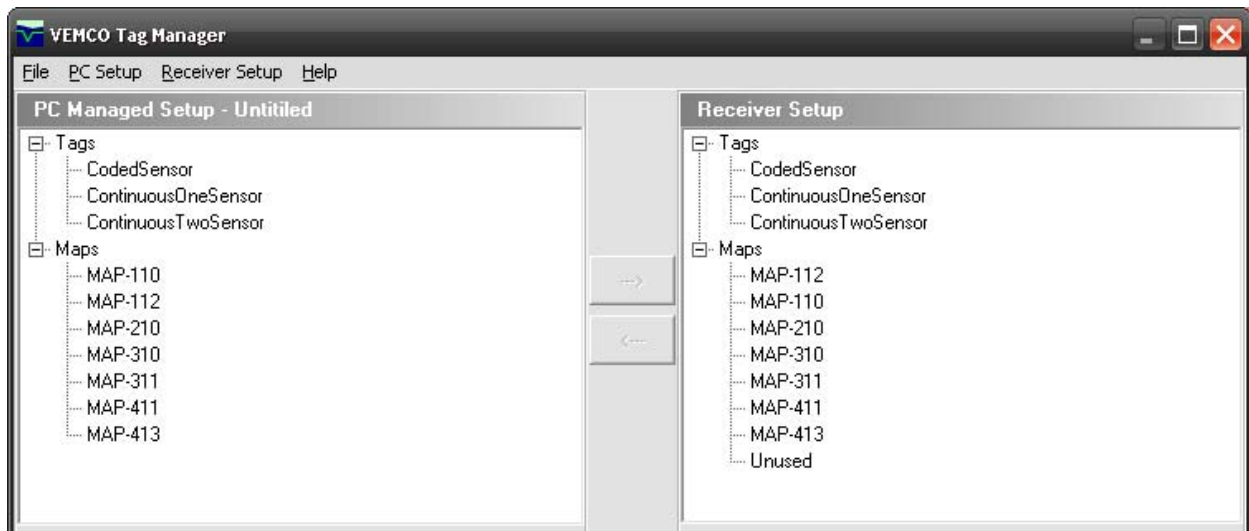 VEMCO Tag Manager
File PC Setup Receiver Setup Help
PC Managed Setup - Untitiled
Tags
CodedSensor
ContinuousOneSensor
ContinuousTwoSensor
Maps
MAP-110
MAP-112
MAP-210
MAP-310
MAP-311
MAP-411
MAP-413
--->
<---
Receiver Setup
Tags
CodedSensor
ContinuousOneSensor
ContinuousTwoSensor
Maps
MAP-112
MAP-110
MAP-210
MAP-310
MAP-311
MAP-411
MAP-413
Unused